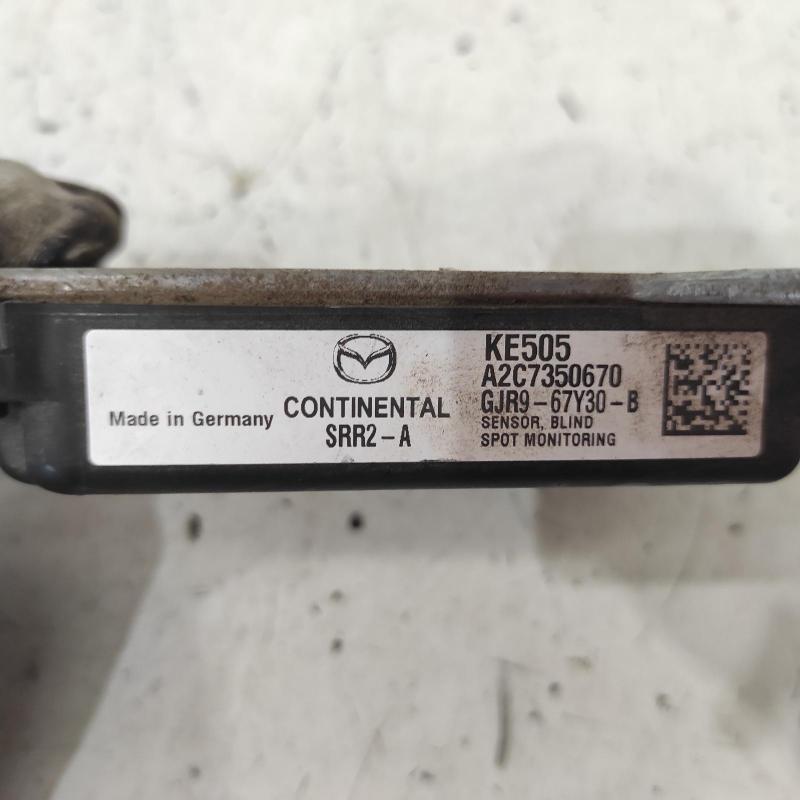 Made in Germany
CONTINENTAL
SRR2-A
KE505
A2C7350670
GJR9-67Y30-B
SENSOR, BLIND
SPOT MONITORING